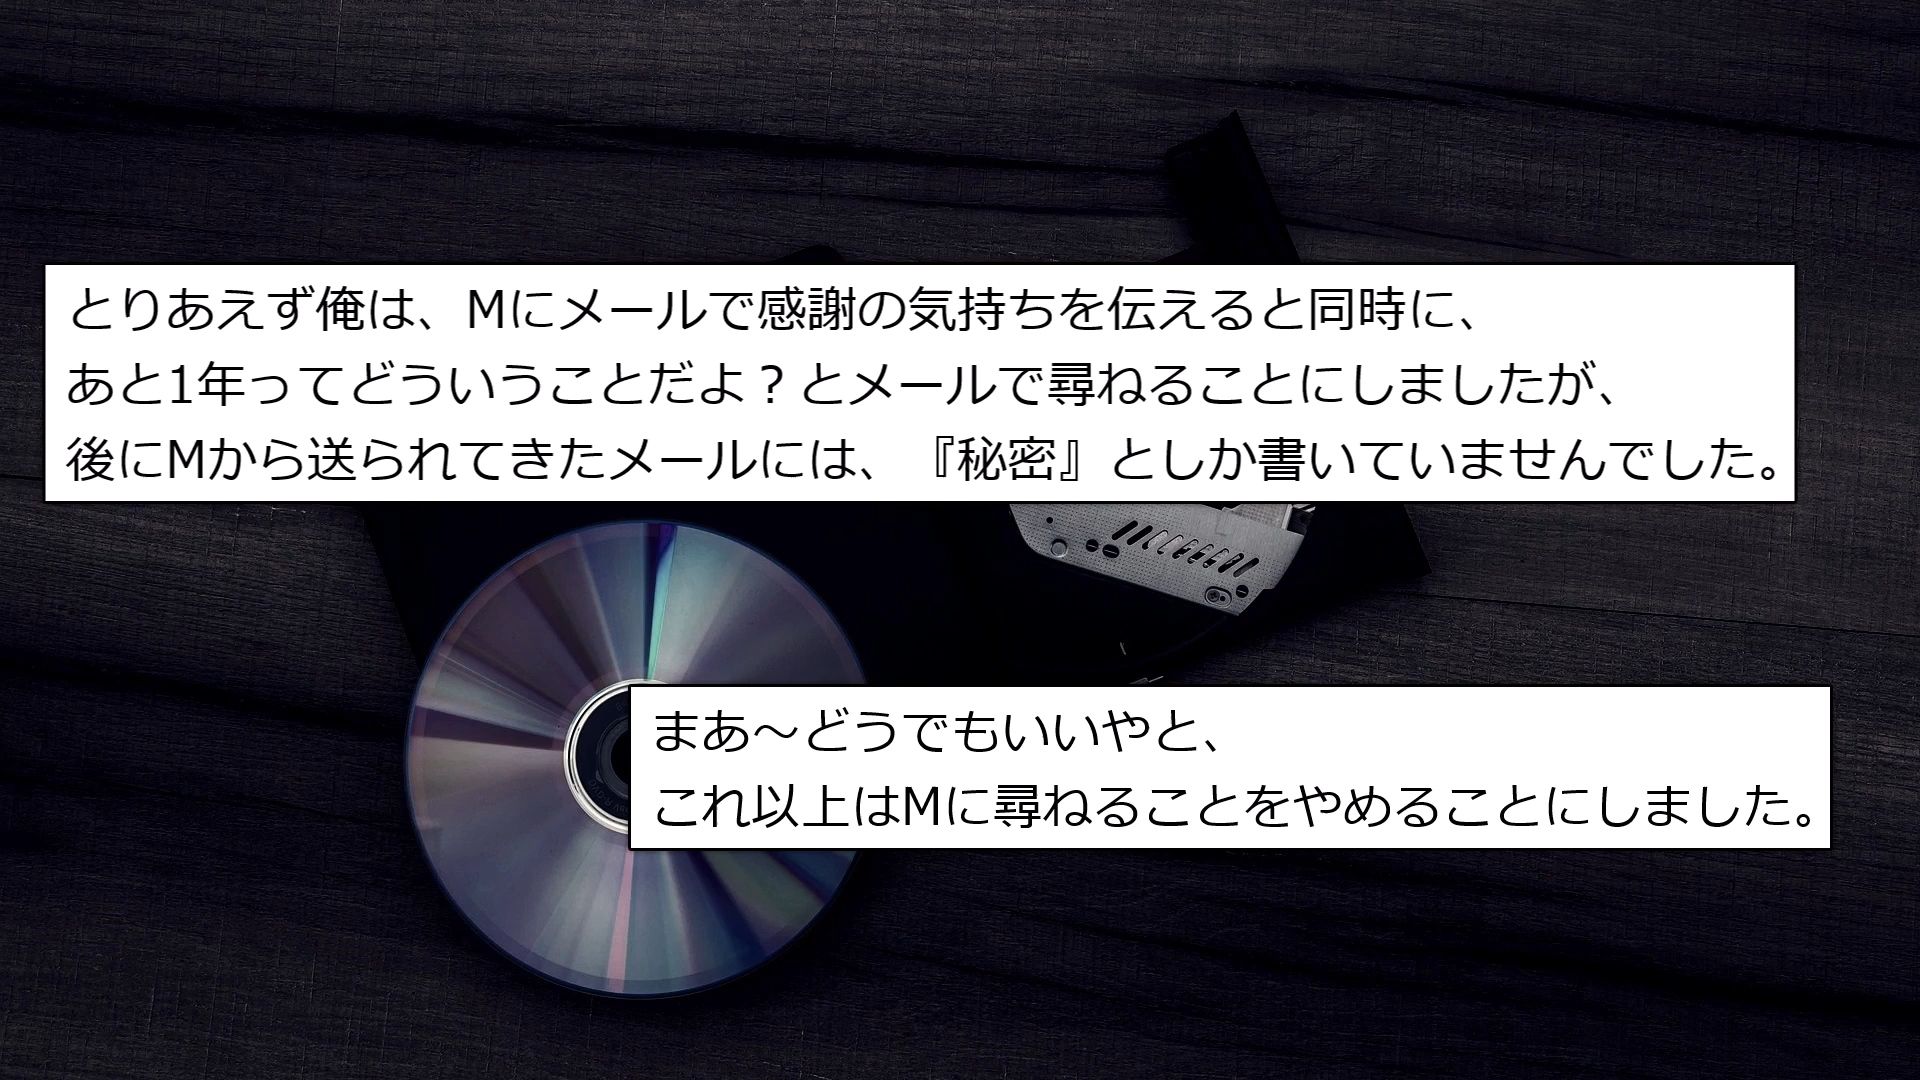 とりあえず俺は、Mにメールで感謝の気持ちを伝えると同時に、
あと1年ってどういうことだよ？とメールで尋ねることにしましたが、
後にMから送られてきたメールには、『秘密』としか書いていませんでした。
まあ～どうでもいいやと、
これ以上はMに尋ねることをやめることにしました。